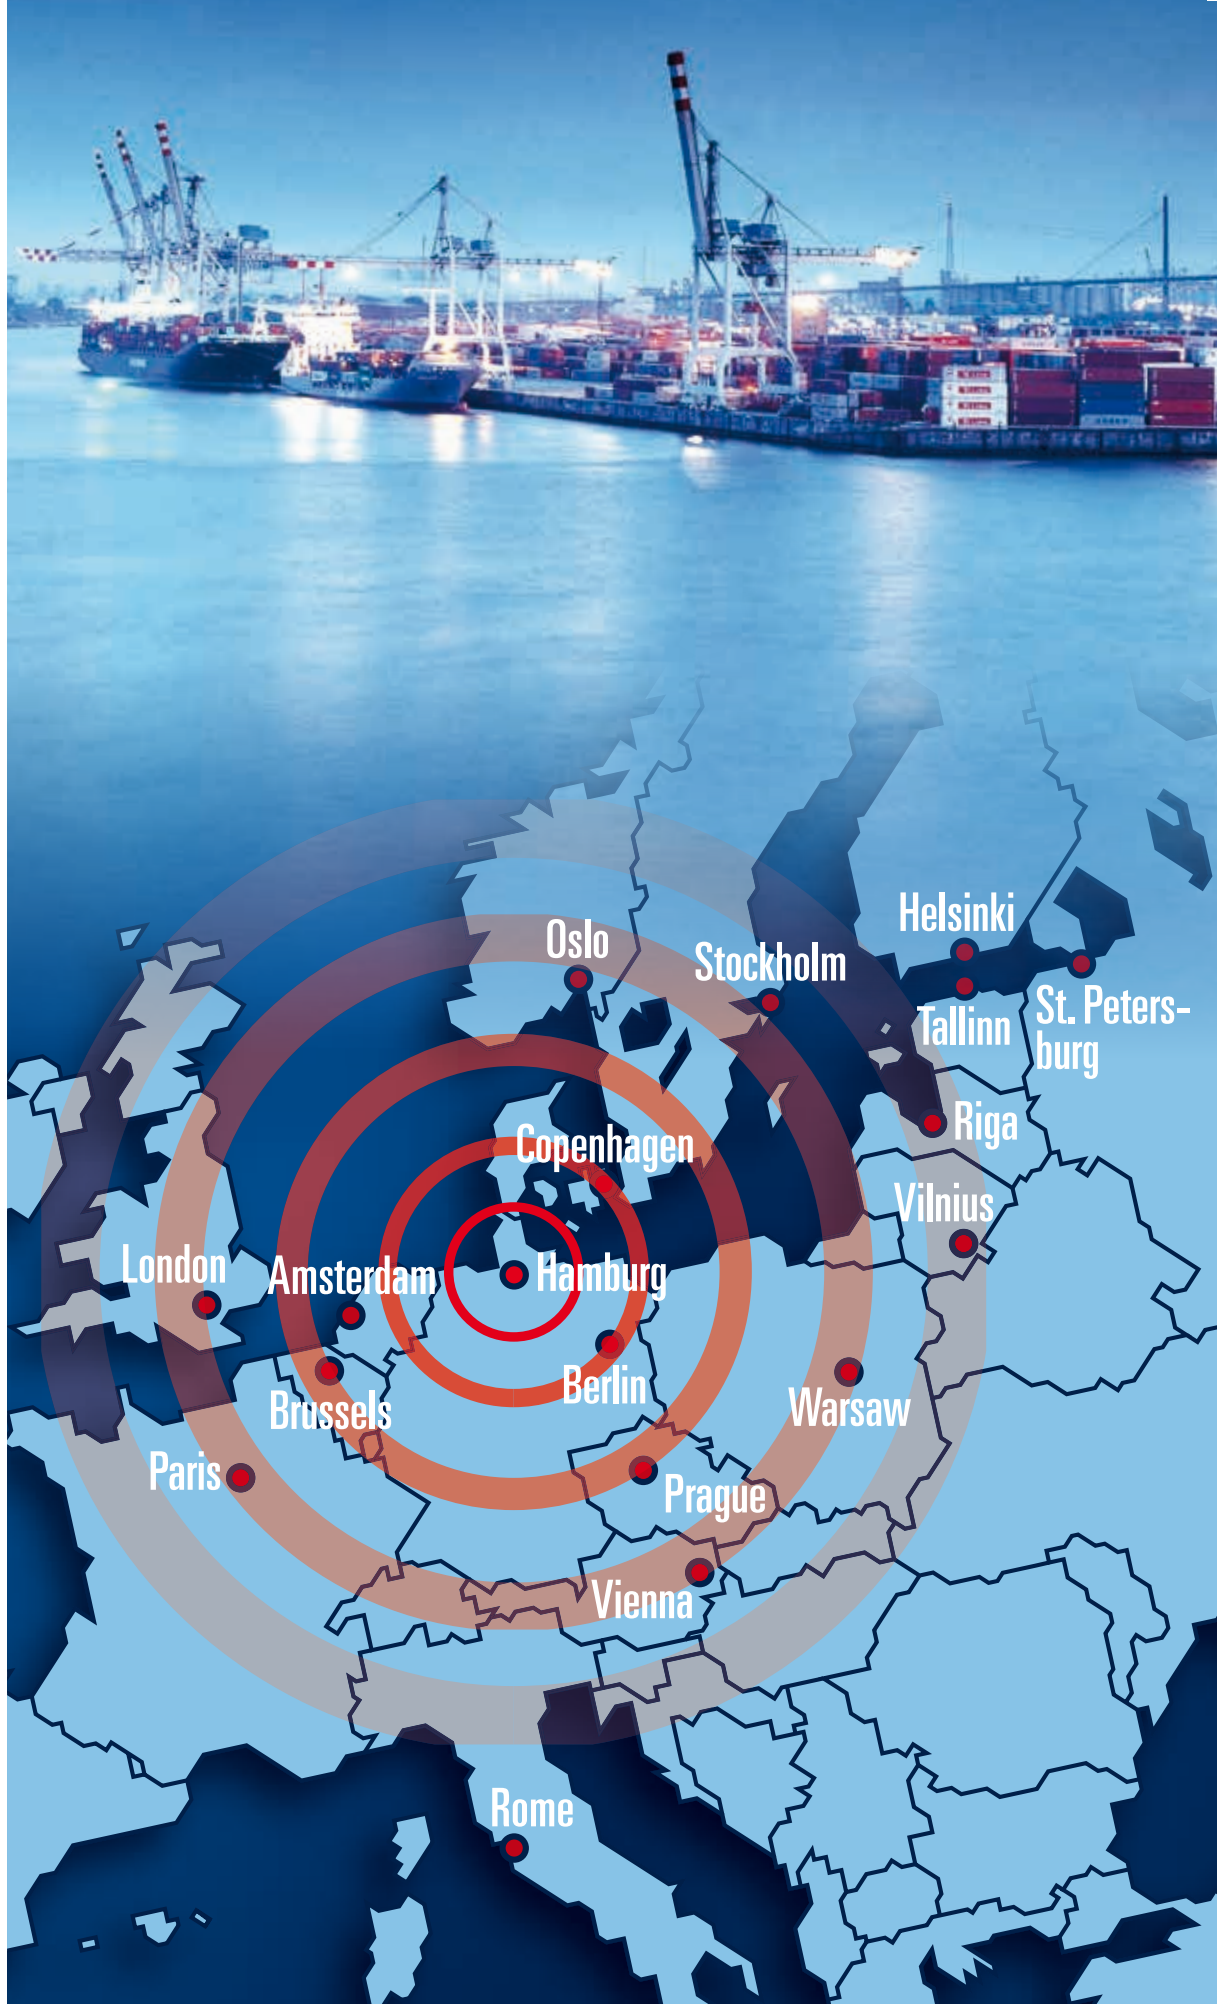 Helsinki
Oslo
Stockholm
St. Peters-
burg
Tallinn
Riga
Copenhagen
Vilnius
London
Amsterdam
Hamburg
Berlin
Brussels
Warsaw
Paris
Prague
Vienna
Rome